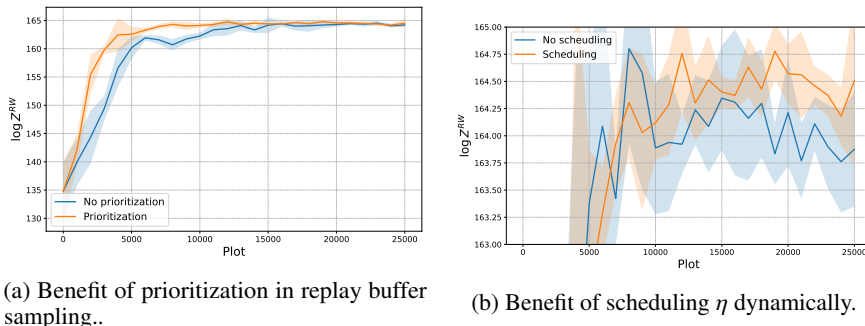 165
160
155
150
145
140
135
130
log Z^RW
No prioritization
Prioritization
0
5000
10000
15000
20000
25000
Plot
(a) Benefit of prioritization in replay buffer
sampling..
165.00
164.75
164.50
164.25
164.00
163.75
163.50
163.25
163.00
log Z^RW
No scheudling
Scheduling
0
5000
10000
15000
20000
25000
Plot
(b) Benefit of scheduling η dynamically.